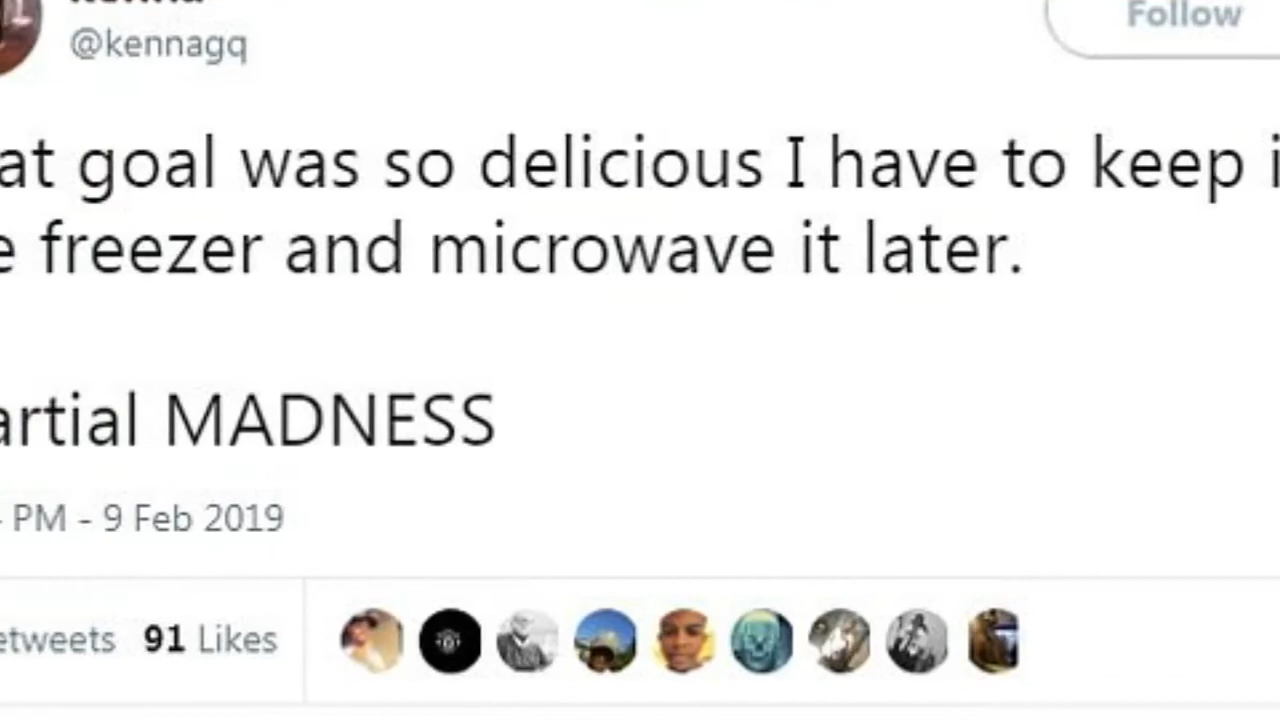 @kennagq
Follow
at goal was so delicious I have to keep i
e freezer and microwave it later.
artial MADNESS
PM - 9 Feb 2019
etweets 91 Likes